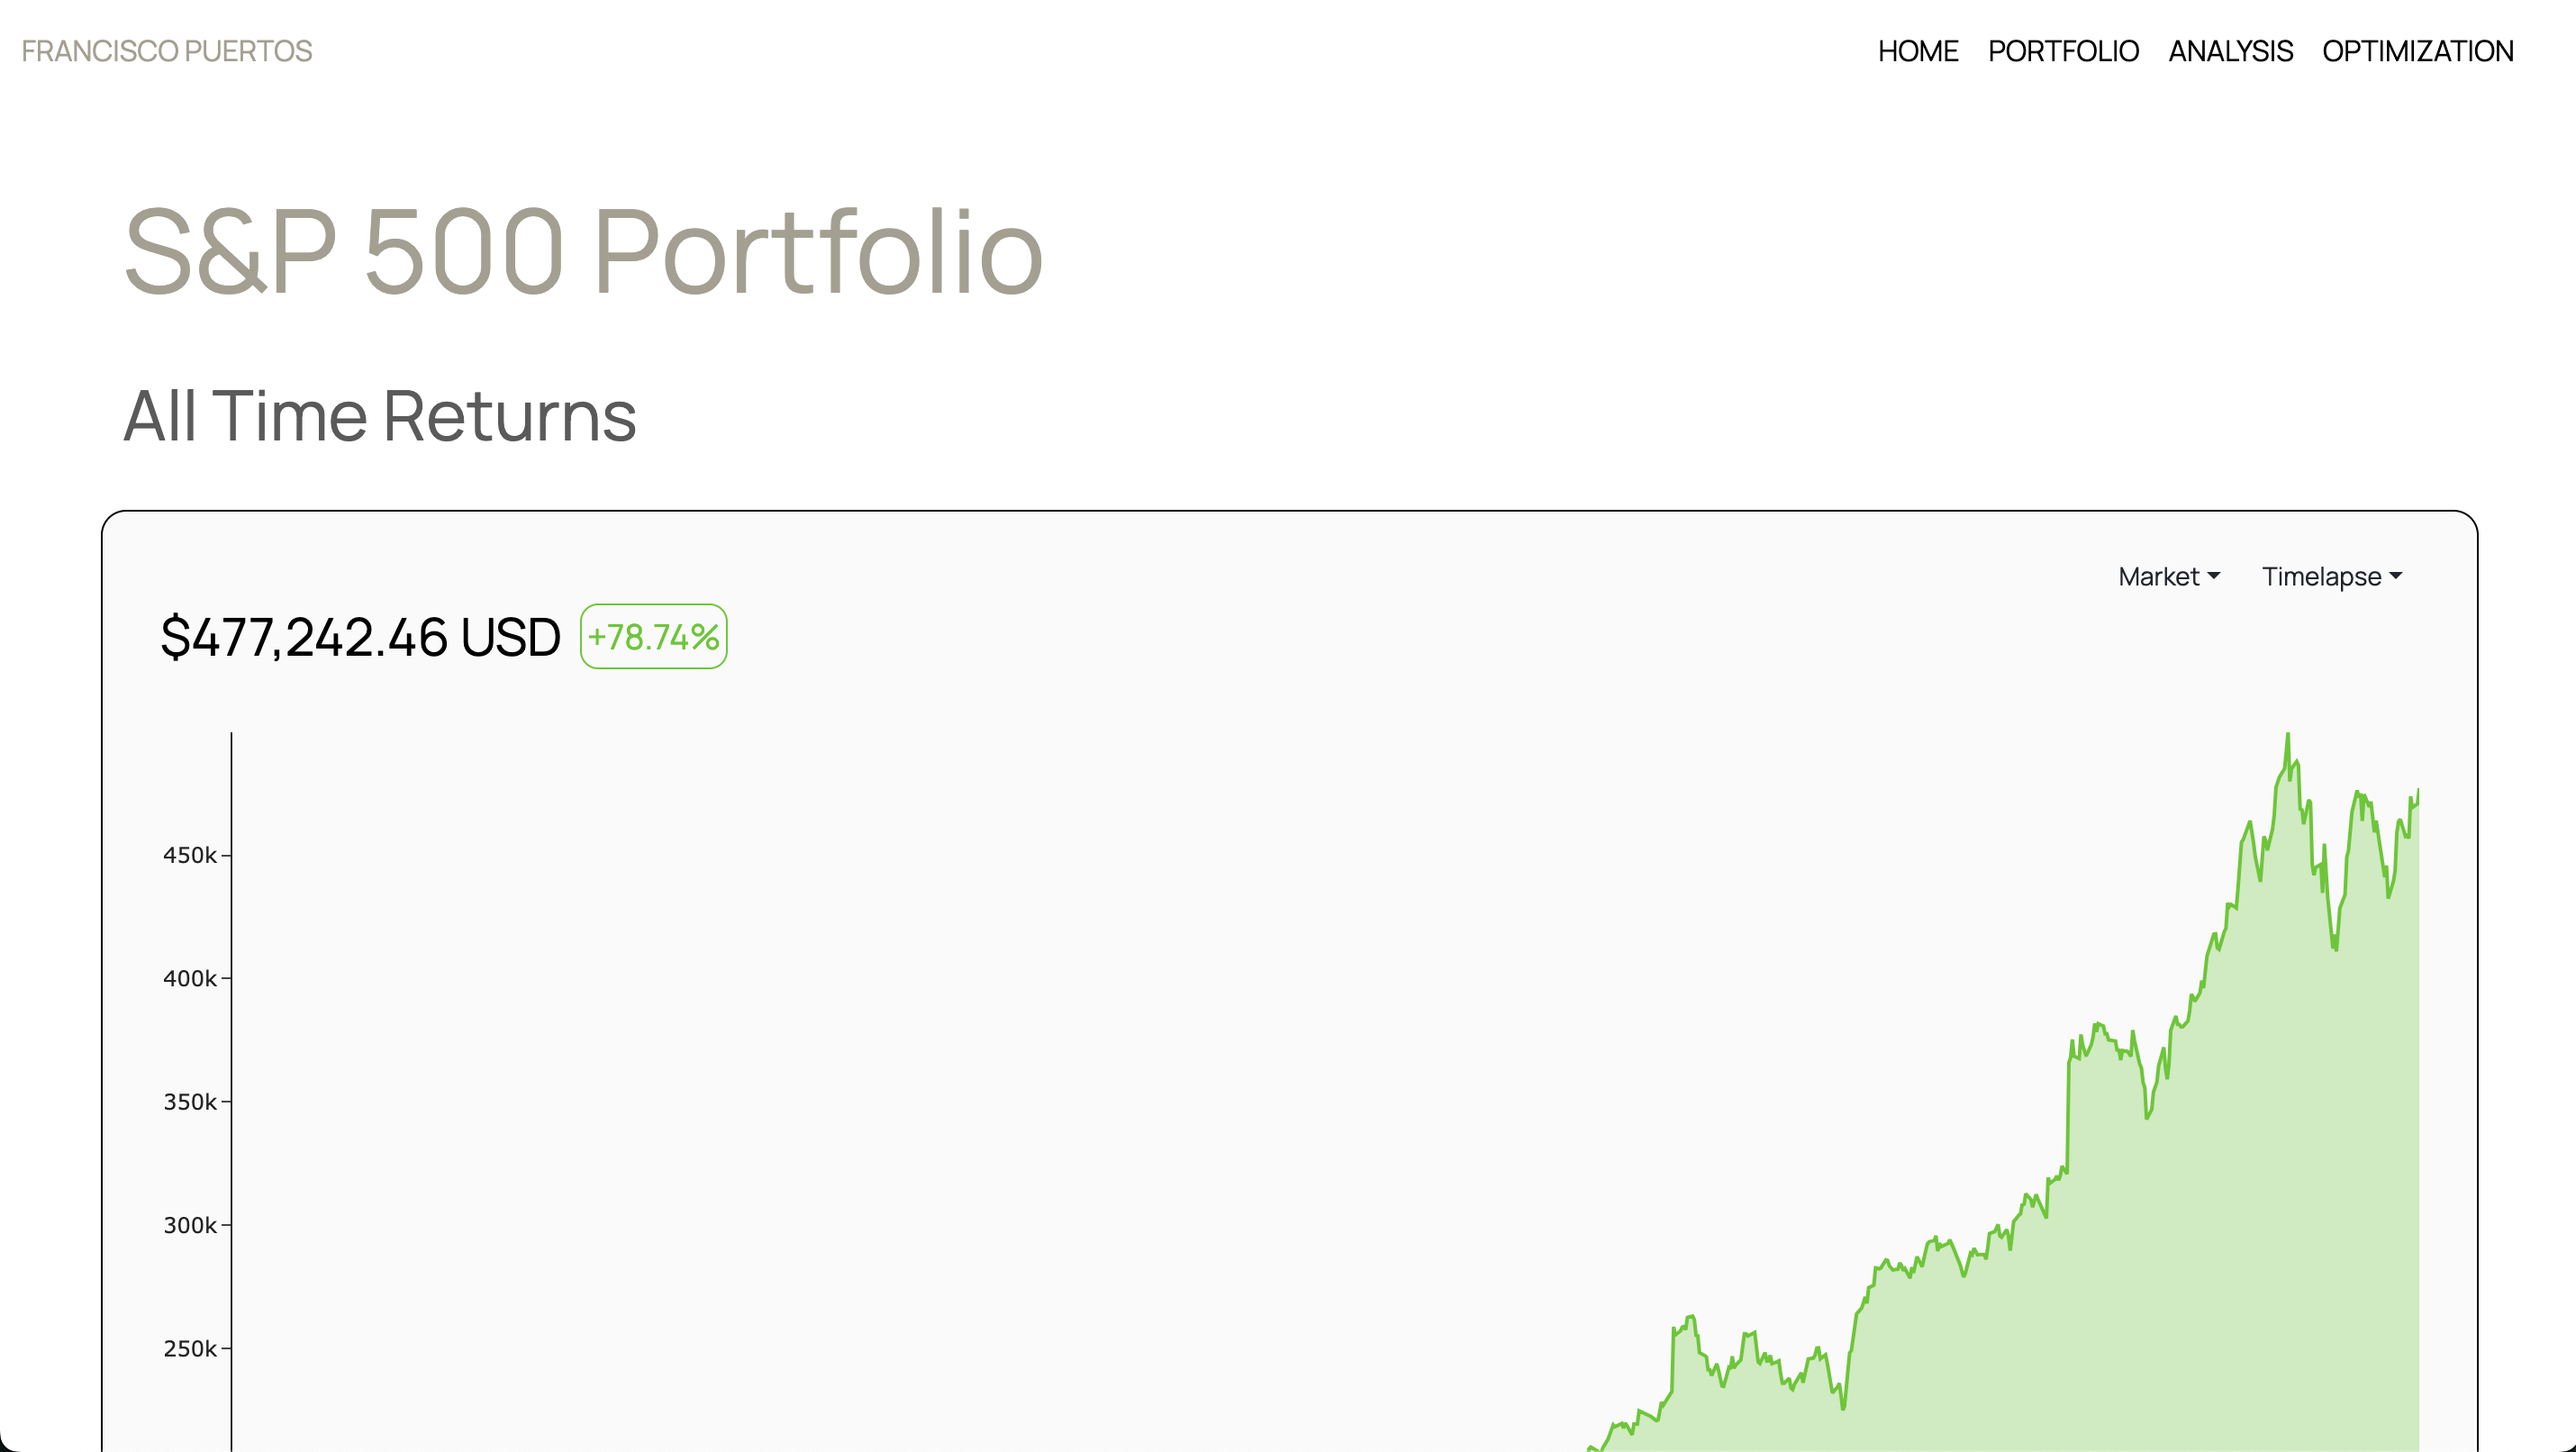 FRANCISCO PUERTOS
HOME PORTFOLIO ANALYSIS OPTIMIZATION
S&P 500 Portfolio
All Time Returns
Market Timelapse
$477,242.46 USD +78.74%
450k
400k
350k
300k
250k